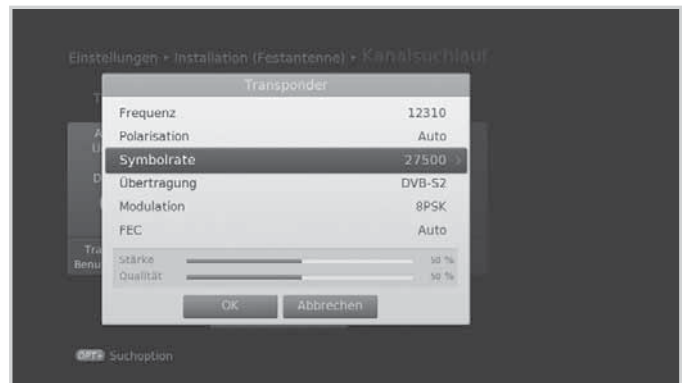 Einstellungen • Installation (Festantenne) • Kanalsuchlauf
Transponder
Frequenz 12310
Polarisation Auto
Symbolrate 27500 >
Übertragung DVB-S2
Modulation 8PSK
FEC Auto
Stärke 50 %
Qualität 50 %
OK Abbrechen
OPT+ Suchoption